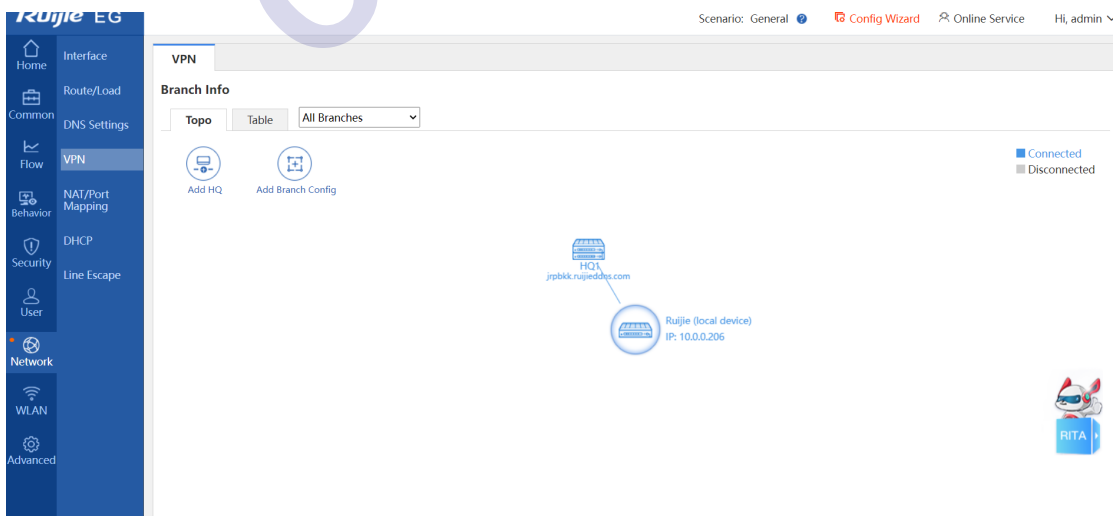 Ruijie EG
Scenario: General ?
Config Wizard
Online Service
Hi, admin
Home
Common
Flow
Behavior
Security
User
Network
WLAN
Advanced
Interface
Route/Load
DNS Settings
VPN
NAT/Port
Mapping
DHCP
Line Escape
VPN
Branch Info
Topo
Table
All Branches
Add HQ
Add Branch Config
Connected
Disconnected
HQ1
jrpbkk.ruijieddns.com
Ruijie (local device)
IP: 10.0.0.206
RITA